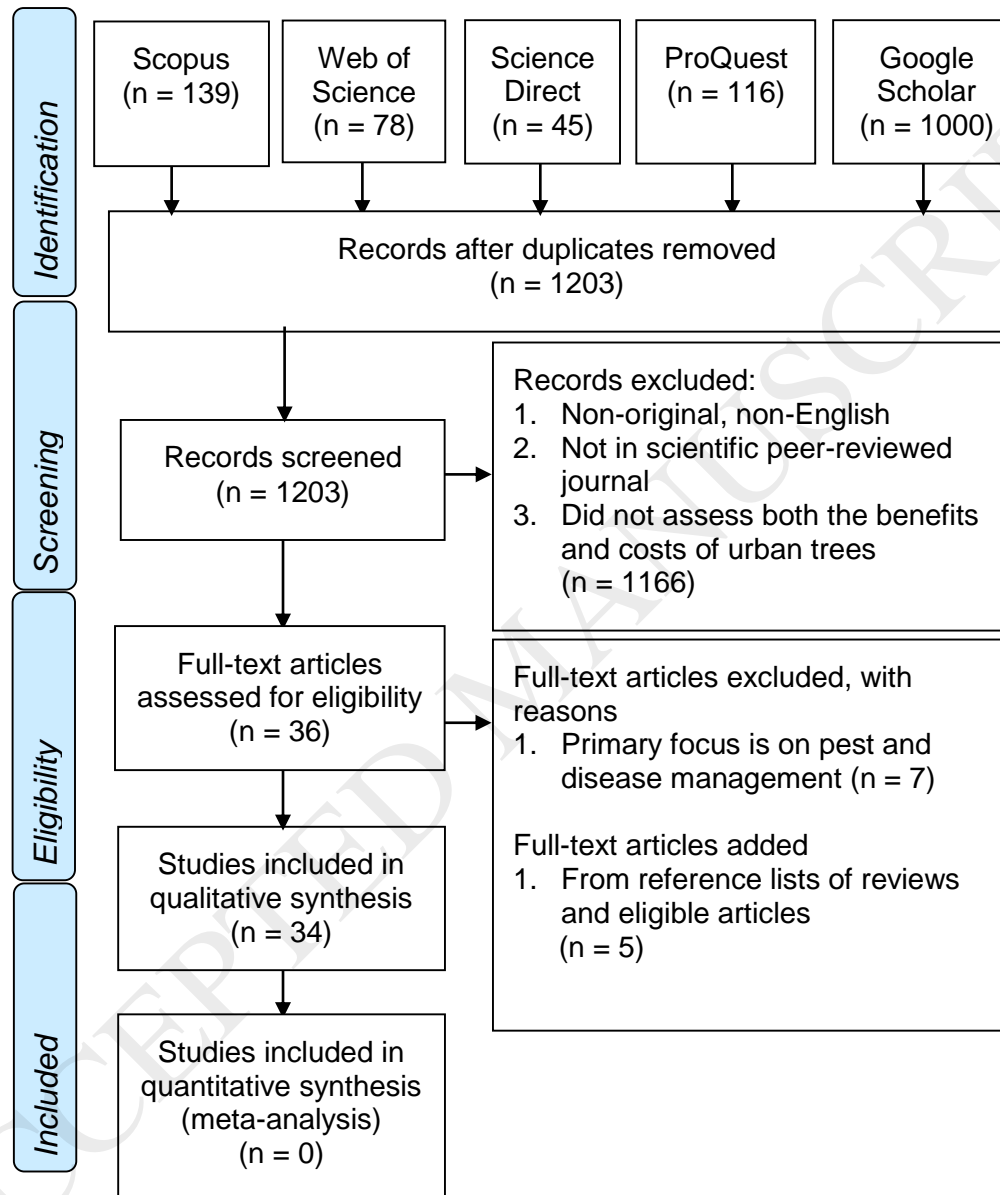 Identification
Scopus
(n = 139)
Web of
Science
(n = 78)
Science
Direct
(n = 45)
ProQuest
(n = 116)
Google
Scholar
(n = 1000)
Records after duplicates removed
(n = 1203)
Screening
Records screened
(n = 1203)
Records excluded:
1. Non-original, non-English
2. Not in scientific peer-reviewed
journal
3. Did not assess both the benefits
and costs of urban trees
(n = 1166)
Eligibility
Full-text articles
assessed for eligibility
(n = 36)
Full-text articles excluded, with
reasons
1. Primary focus is on pest and
disease management (n = 7)
Full-text articles added
1. From reference lists of reviews
and eligible articles
(n = 5)
Studies included in
qualitative synthesis
(n = 34)
Included
Studies included in
quantitative synthesis
(meta-analysis)
(n = 0)
CCEPTED MANUSCRI